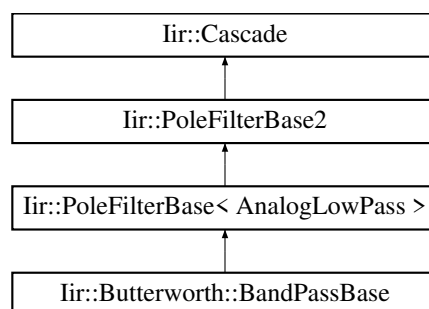 Iir::Cascade
Iir::PoleFilterBase2
Iir::PoleFilterBase< AnalogLowPass >
Iir::Butterworth::BandPassBase